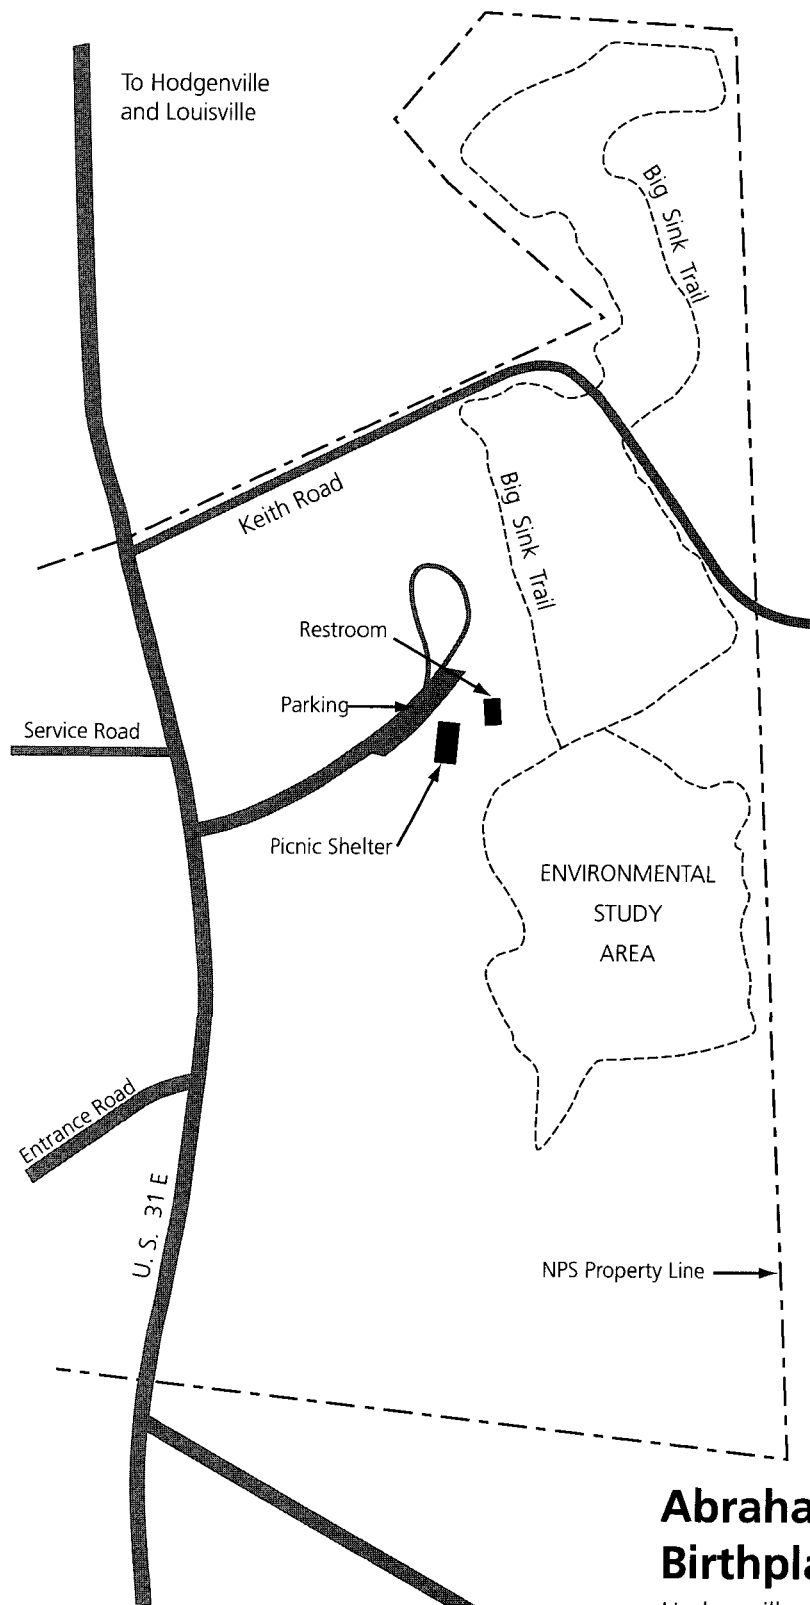 To Hodgenville
and Louisville
Big Sink Trail
Keith Road
Big Sink Trail
Restroom
Parking
Service Road
Picnic Shelter
ENVIRONMENTAL
STUDY
AREA
Entrance Road
U. S. 31 E
NPS Property Line
Abraha
Birthpla